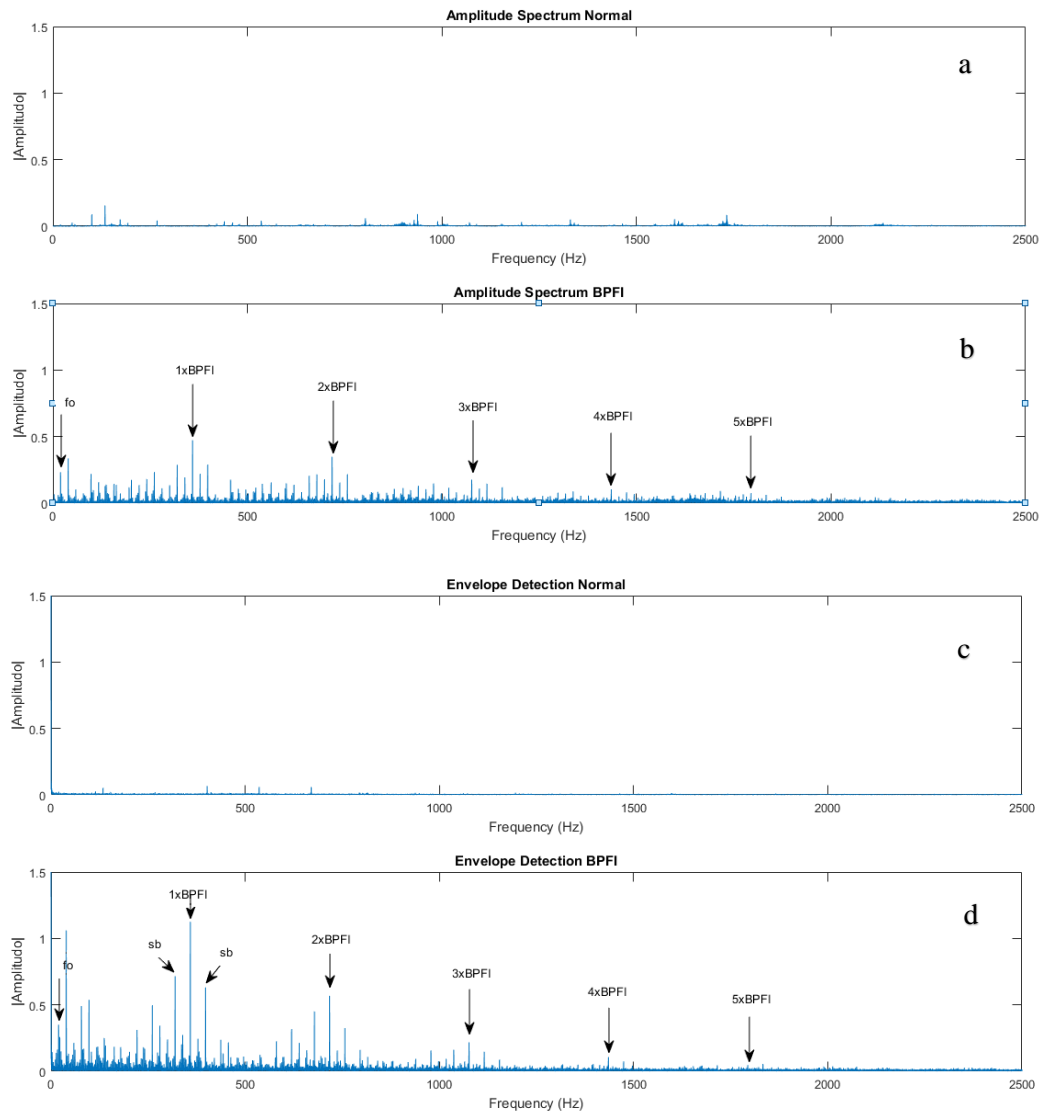 Amplitude Spectrum Normal
1.5
a
1
|Amplitudo|
0.5
0
0 500 1000 1500 2000 2500
Frequency (Hz)
Amplitude Spectrum BPFI
1.5
b
1xBPFI
1
2xBPFI
fo
3xBPFI
4xBPFI
5xBPFI
|Amplitudo|
0.5
0
0 500 1000 1500 2000 2500
Frequency (Hz)
Envelope Detection Normal
1.5
c
1
|Amplitudo|
0.5
0
0 500 1000 1500 2000 2500
Frequency (Hz)
Envelope Detection BPFI
1.5
1xBPFI
d
sb
sb
2xBPFI
1
fo
3xBPFI
4xBPFI
5xBPFI
|Amplitudo|
0.5
0
0 500 1000 1500 2000 2500
Frequency (Hz)